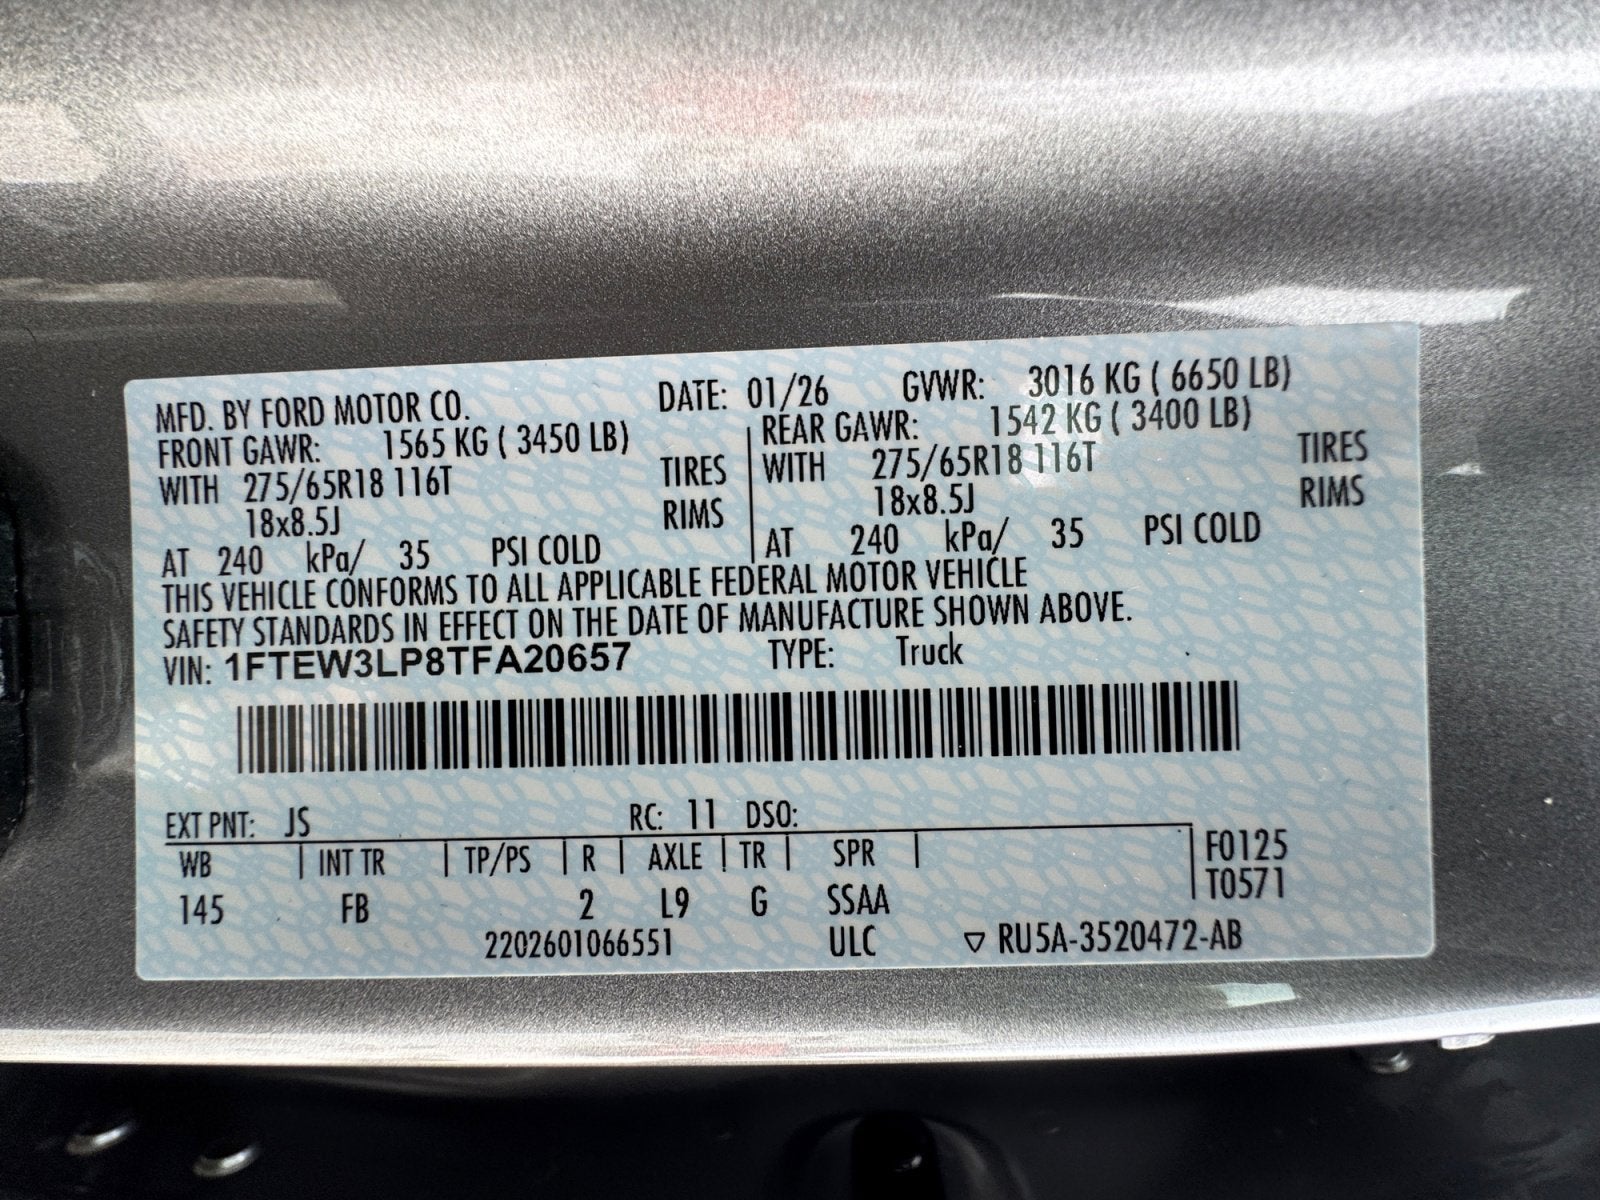 MFD. BY FORD MOTOR CO. DATE: 01/26 GVWR: 3016 KG ( 6650 LB)
FRONT GAWR: 1565 KG ( 3450 LB) REAR GAWR: 1542 KG ( 3400 LB)
WITH 275/65R18 116T TIRES WITH 275/65R18 116T TIRES
18x8.5J RIMS 18x8.5J RIMS
AT 240 kPa/ 35 PSI COLD AT 240 kPa/ 35 PSI COLD
THIS VEHICLE CONFORMS TO ALL APPLICABLE FEDERAL MOTOR VEHICLE
SAFETY STANDARDS IN EFFECT ON THE DATE OF MANUFACTURE SHOWN ABOVE.
VIN: 1FTEW3LP8TFA20657 TYPE: Truck
EXT PNT: JS RC: 11 DSO:
WB INT TR TP/PS R AXLE TR SPR F0125
145 FB 2 L9 G SSAA T0571
2202601066551 ULC ▽ RU5A-3520472-AB